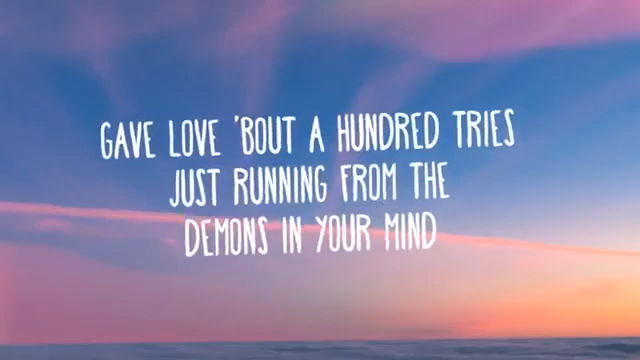 GAVE LOVE 'BOUT A HUNDRED TRIES
JUST RUNNING FROM THE
DEMONS IN YOUR MIND